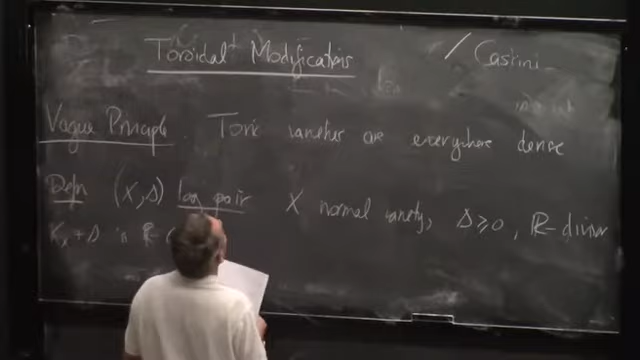 Toroidal Modifications / Castini
Vague Principle. Toric varieties are everywhere dense
Defn (X, Δ) log pair X normal variety, Δ ≥ 0, R-divisor
K_X + Δ is R-